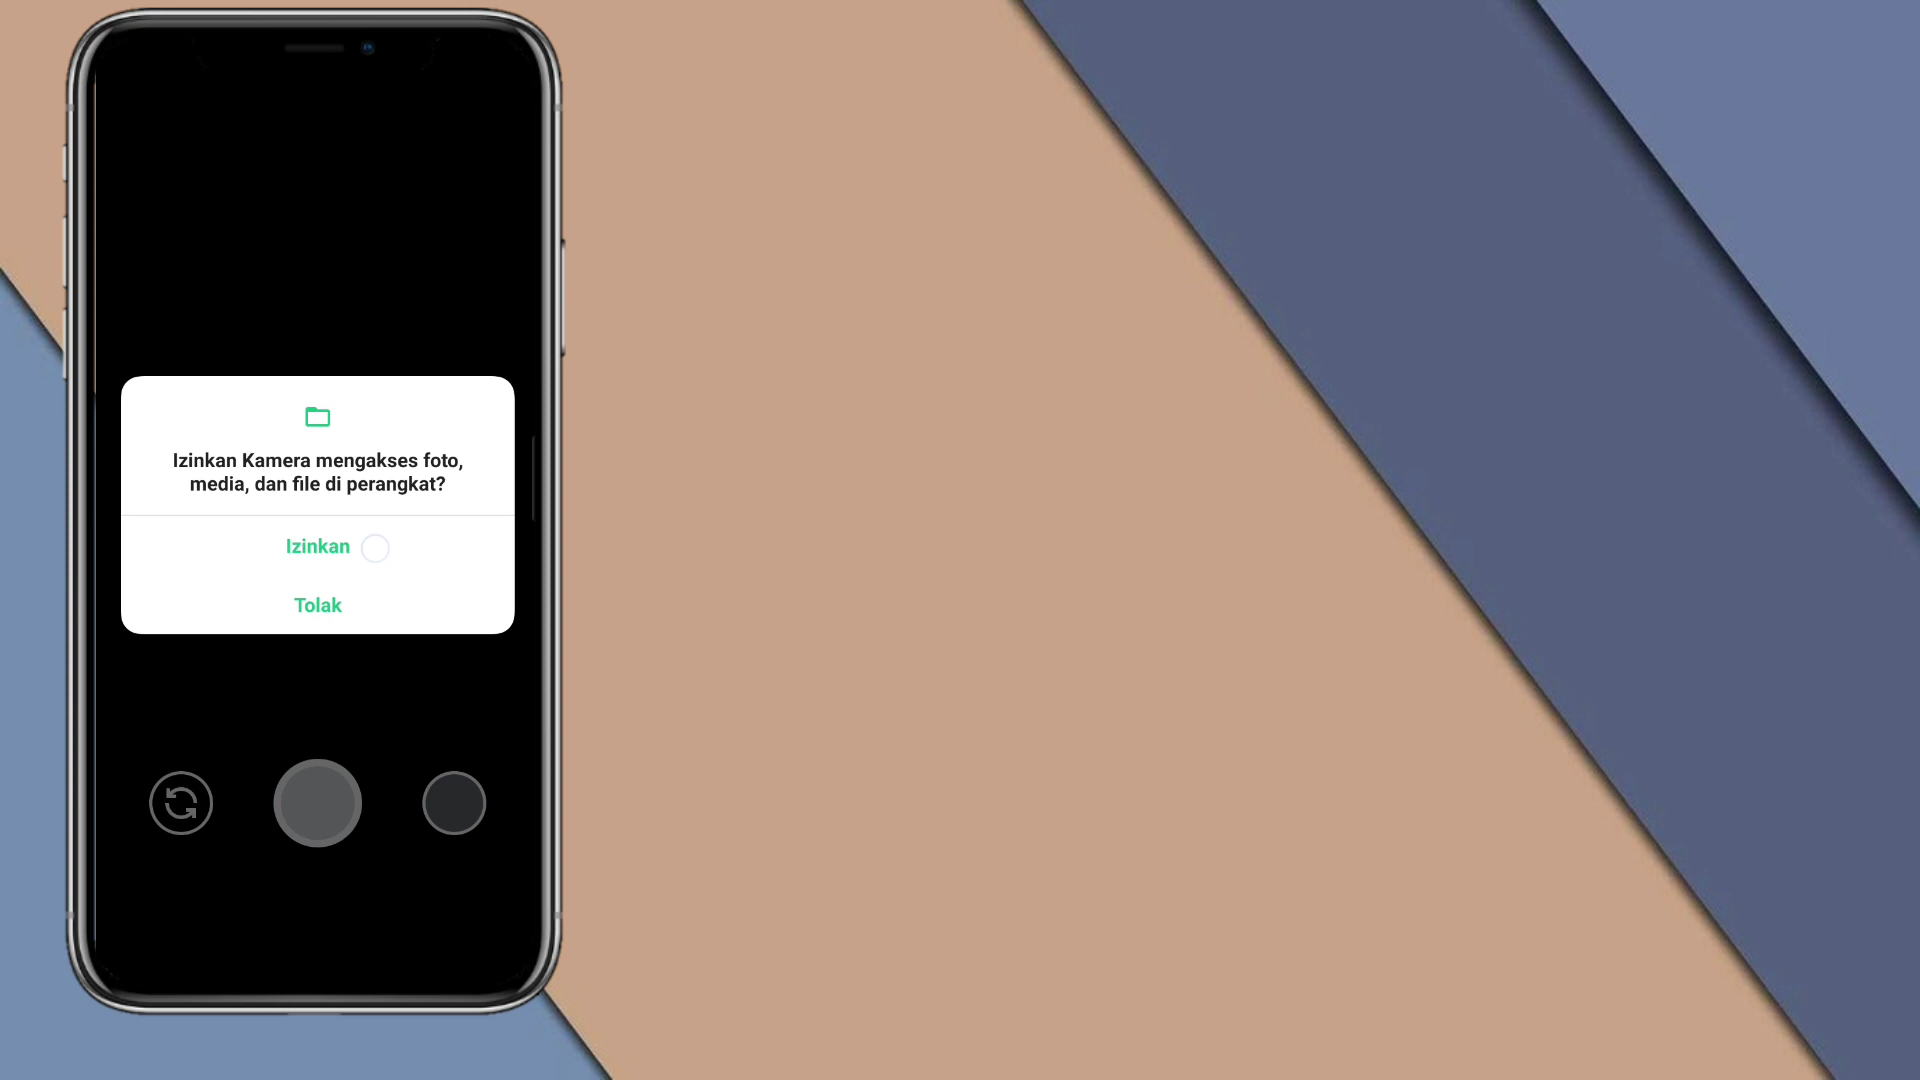 Izinkan Kamera mengakses foto,
media, dan file di perangkat?
Izinkan
Tolak